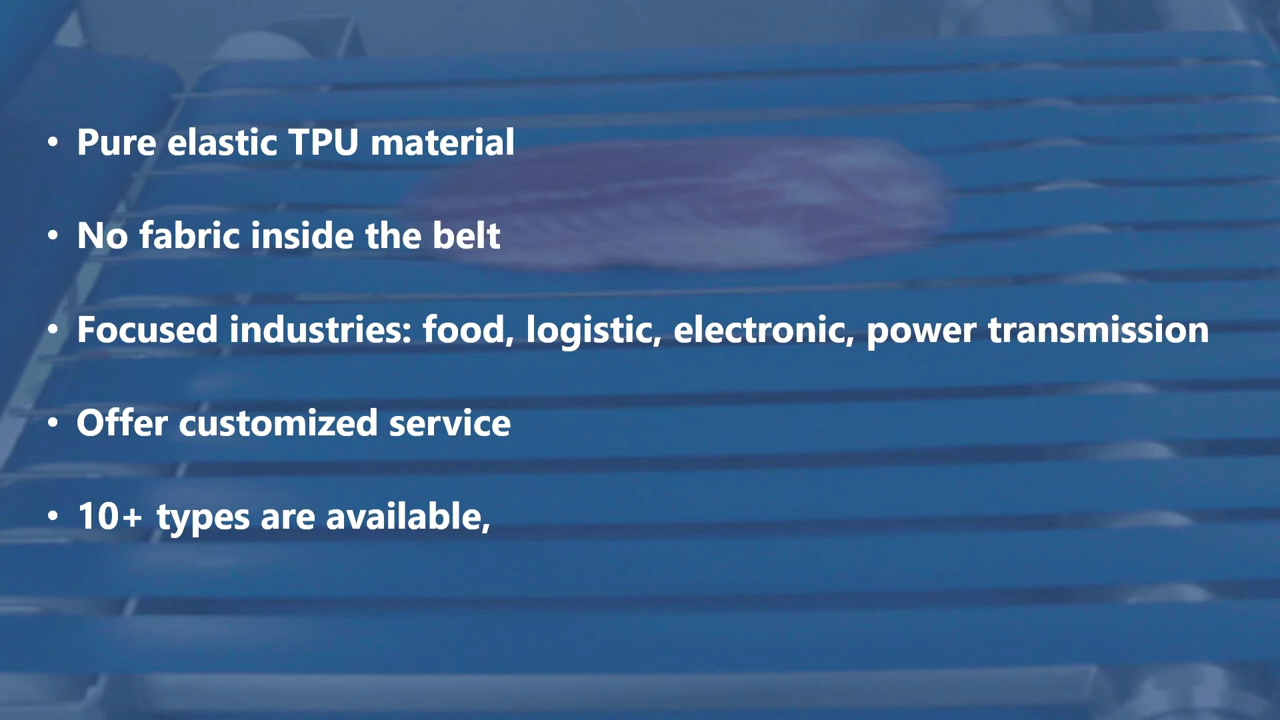 • Pure elastic TPU material
• No fabric inside the belt
• Focused industries: food, logistic, electronic, power transmission
• Offer customized service
• 10+ types are available,